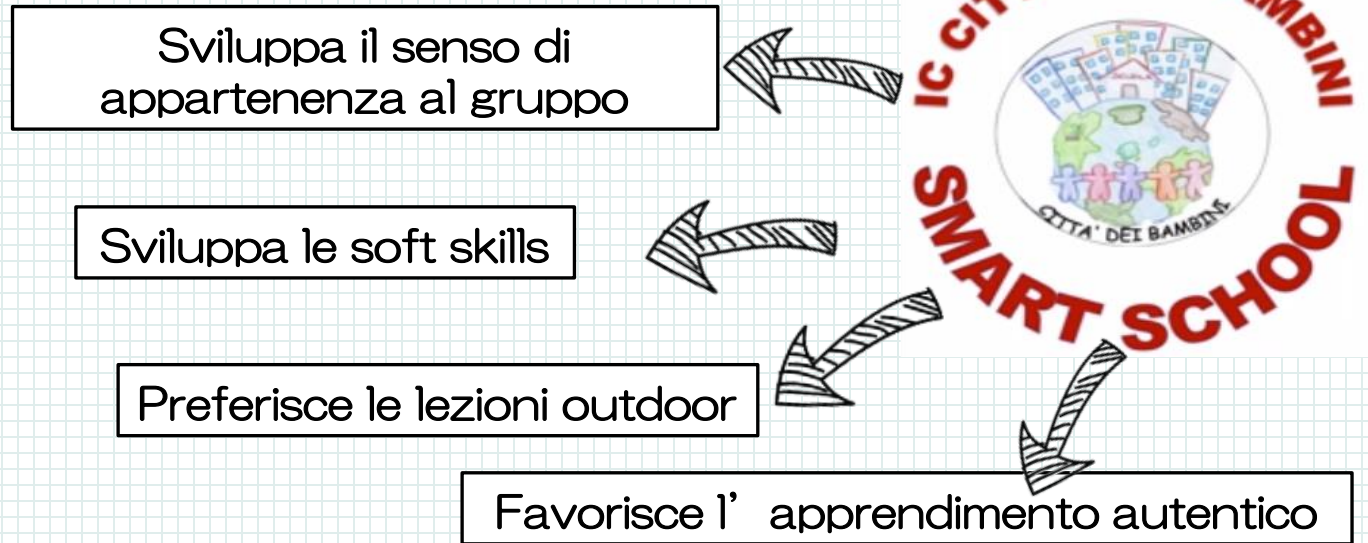 Sviluppa il senso di
appartenenza al gruppo
IC
SMART SCHOOL
SCUOLA
CITTA' DEI BAMBINI
Sviluppa le soft skills
Preferisce le lezioni outdoor
Favorisce l’ apprendimento autentico